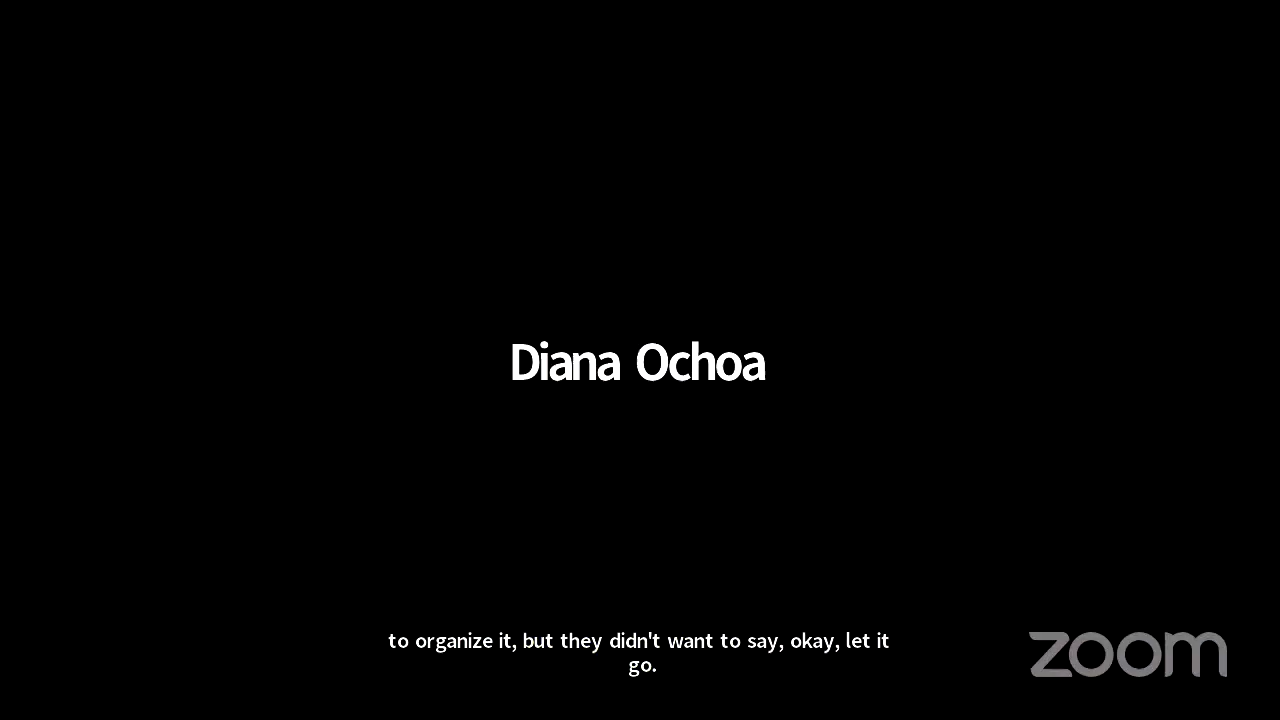 Diana Ochoa
to organize it, but they didn't want to say, okay, let it
go.
zoom